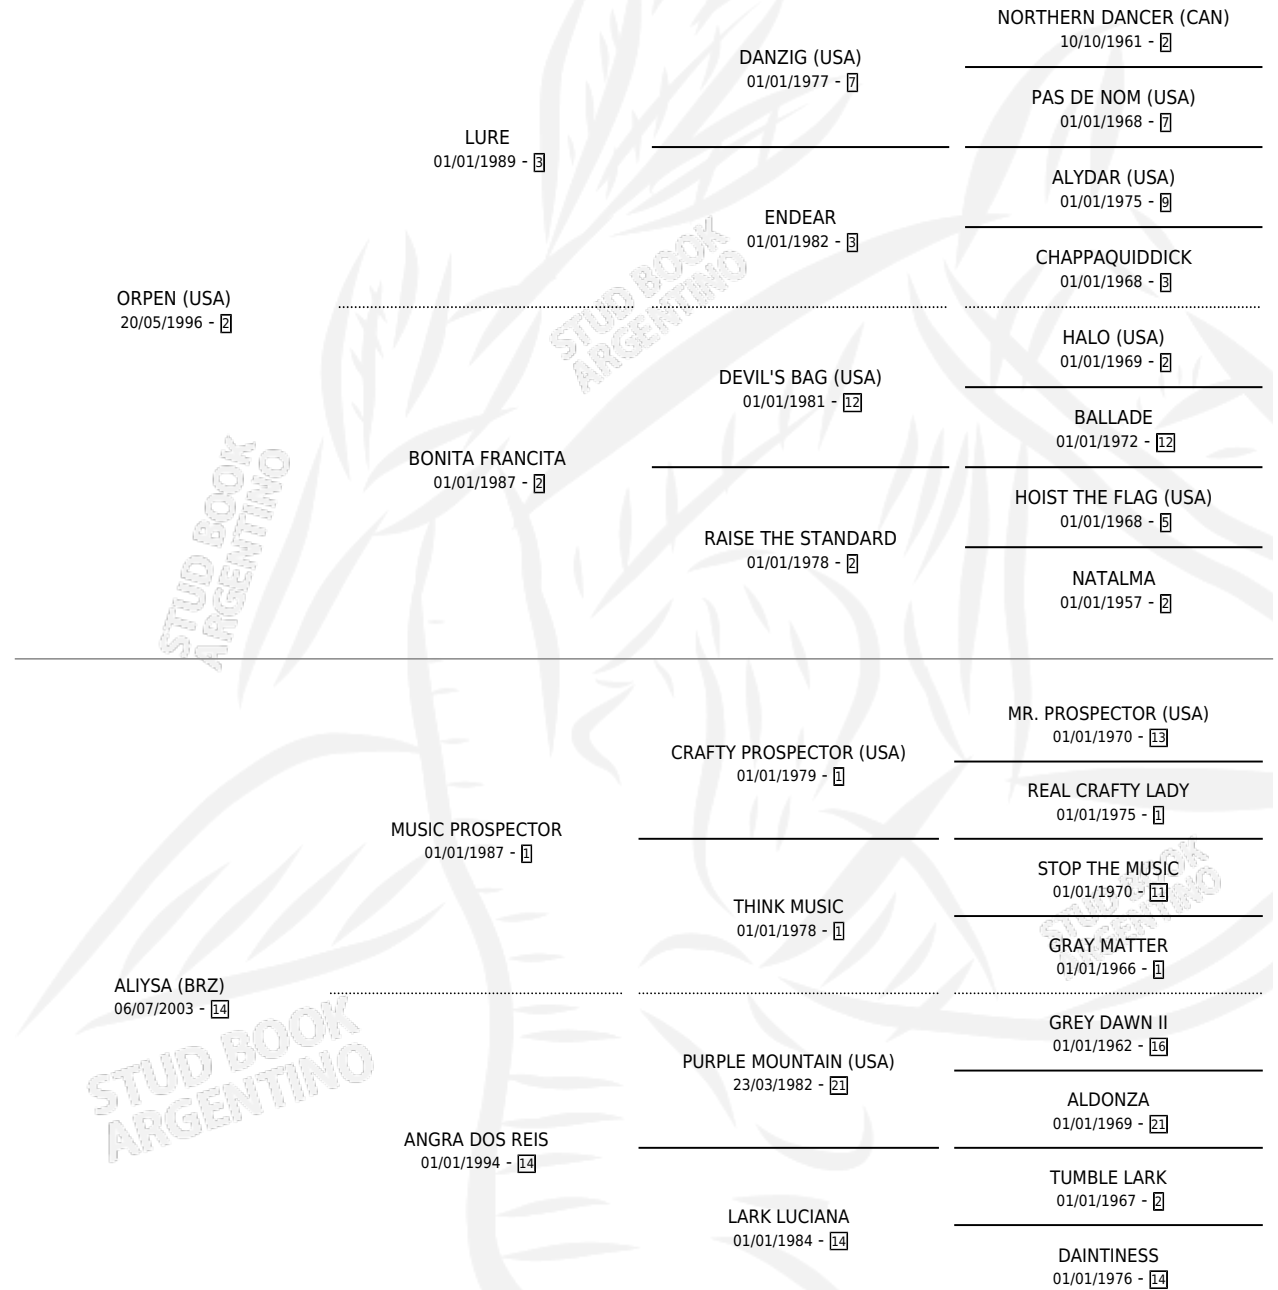 NORTHERN DANCER (CAN)
10/10/1961 - 2
DANZIG (USA)
01/01/1977 - 7
PAS DE NOM (USA)
01/01/1968 - 7
LURE
01/01/1989 - 3
ALYDAR (USA)
01/01/1975 - 9
ENDEAR
01/01/1982 - 3
CHAPPAQUIDDICK
01/01/1968 - 3
ORPEN (USA)
20/05/1996 - 2
HALO (USA)
01/01/1969 - 2
DEVIL'S BAG (USA)
01/01/1981 - 12
BALLADE
01/01/1972 - 12
BONITA FRANCITA
01/01/1987 - 2
HOIST THE FLAG (USA)
01/01/1968 - 5
RAISE THE STANDARD
01/01/1978 - 2
NATALMA
01/01/1957 - 2
STUD BOOK
ARGENTINO
STUD BOOK
ARGENTINO
MR. PROSPECTOR (USA)
01/01/1970 - 13
CRAFTY PROSPECTOR (USA)
01/01/1979 - 1
REAL CRAFTY LADY
01/01/1975 - 1
MUSIC PROSPECTOR
01/01/1987 - 1
STOP THE MUSIC
01/01/1970 - 11
THINK MUSIC
01/01/1978 - 1
GRAY MATTER
01/01/1966 - 1
ALIYSA (BRZ)
06/07/2003 - 14
GREY DAWN II
01/01/1962 - 16
PURPLE MOUNTAIN (USA)
23/03/1982 - 21
ALDONZA
01/01/1969 - 21
ANGRA DOS REIS
01/01/1994 - 14
TUMBLE LARK
01/01/1967 - 2
LARK LUCIANA
01/01/1984 - 14
DAINTINESS
01/01/1976 - 14
STUD BOOK
ARGENTINO
STUD BOOK
ARGENTINO